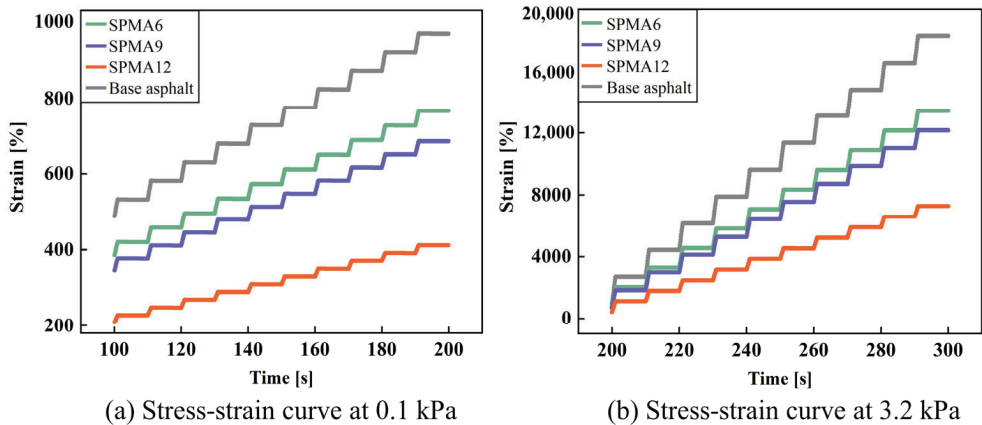 1000
800
600
400
200
Strain [%]
SPMA6
SPMA9
SPMA12
Base asphalt
100 120 140 160 180 200
Time [s]
(a) Stress-strain curve at 0.1 kPa
20,000
16,000
12,000
8000
4000
0
Strain [%]
SPMA6
SPMA9
SPMA12
Base asphalt
200 220 240 260 280 300
Time [s]
(b) Stress-strain curve at 3.2 kPa